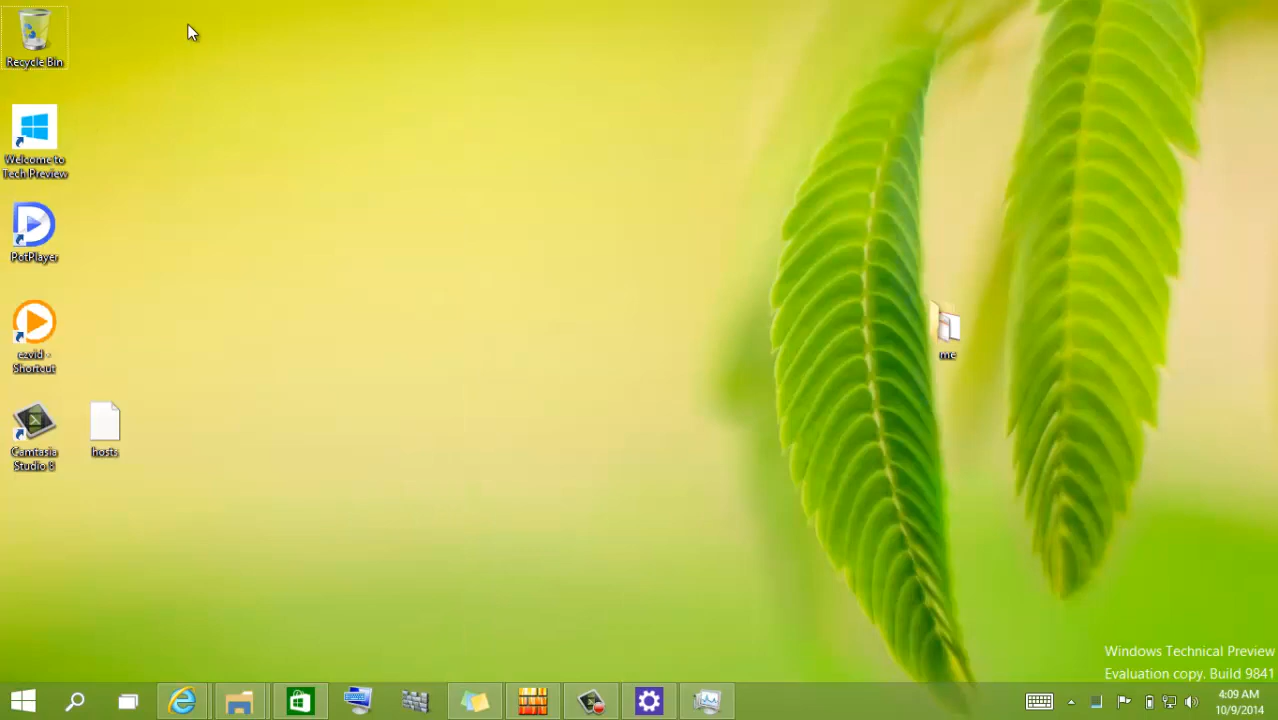 Recycle Bin
Welcome to
Tech Preview
PotPlayer
ezvid -
Shortcut
Camtasia
Studio 8
hosts
me
Windows Technical Preview
Evaluation copy. Build 9841
4:09 AM
10/9/2014